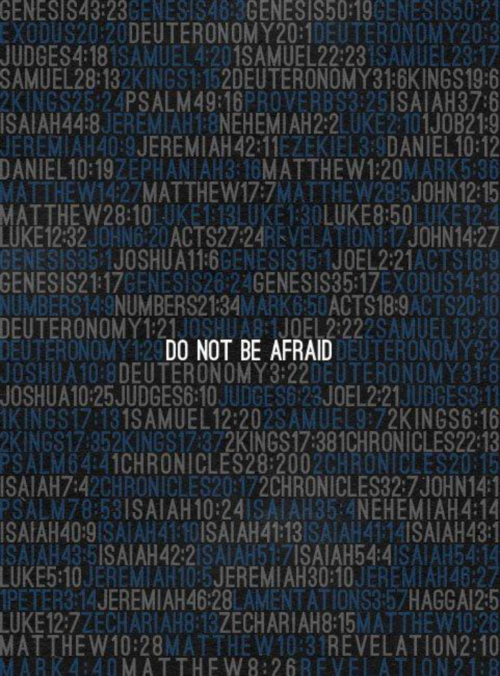 GENESIS43:23GENESIS46:3GENESIS50:19GENESIS50:21
EXODUS20:20DEUTERONOMY20:1DEUTERONOMY20:3
JUDGES4:181SAMUEL4:201SAMUEL22:231SAMUEL23:17
SAMUEL28:132KINGS1:152DEUTERONOMY31:6KINGS19:6
2KINGS25:24PSALM49:16PROVERBS3:25ISAIAH37:6
ISAIAH44:8JEREMIAH1:8NEHEMIAH2:2LUKE2:101JOB21:5
JEREMIAH40:9JEREMIAH42:11EZEKIEL3:9DANIEL10:12
DANIEL10:19ZEPHANIAH3:16MATTHEW1:20MARK5:36
MATTHEW14:27MATTHEW17:7MATTHEW28:5JOHN12:15
MATTHEW28:10LUKE1:13LUKE1:30LUKE8:50LUKE12:4
LUKE12:32JOHN6:20ACTS27:24REVELATION1:17JOHN14:27
GENESIS35:1JOSHUA11:6GENESIS15:1JOEL2:21ACTS18:9
GENESIS21:17GENESIS26:24GENESIS35:17EXODUS14:13
NUMBERS14:9NUMBERS21:34MARK6:50ACTS18:9ACTS20:10
DEUTERONOMY1:21JOSHUA8:1JOEL2:222SAMUEL13:28
DEUTERONOMY1:29
DO NOT BE AFRAID
DEUTERONOMY3:2
JOSHUA10:8DEUTERONOMY3:22DEUTERONOMY31:8
JOSHUA10:25JUDGES6:10JUDGES6:23JOEL2:21JUDGES3:1
KINGS17:131SAMUEL12:202SAMUEL9:72KINGS6:16
2KINGS17:352KINGS17:372KINGS17:381CHRONICLES22:13
PSALM64:41CHRONICLES28:2002CHRONICLES20:1
ISAIAH7:42CHRONICLES20:172CHRONICLES32:7JOHN14:1
PSALM78:53ISAIAH10:24ISAIAH35:4NEHEMIAH4:14
ISAIAH40:9ISAIAH41:10ISAIAH41:13ISAIAH41:14ISAIAH43:1
ISAIAH43:5ISAIAH42:2ISAIAH51:7ISAIAH54:4ISAIAH54:14
LUKE5:10JEREMIAH10:5JEREMIAH30:10JEREMIAH46:27
1PETER3:14JEREMIAH46:28LAMENTATIONS3:57HAGGAI2:5
LUKE12:7ZECHARIAH8:13ZECHARIAH8:15MATTHEW10:26
MATTHEW10:28MATTHEW10:31REVELATION2:10
MARK4:40MATTHEW8:26REVELATION21:8